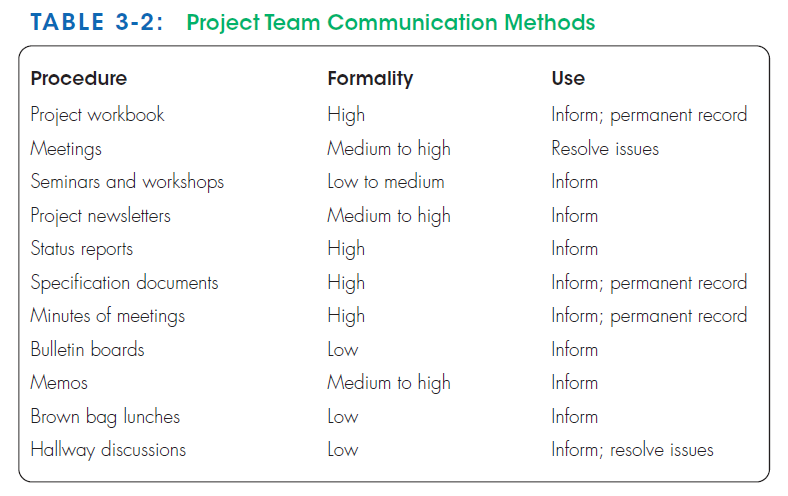 TABLE 3-2: Project Team Communication Methods
Procedure Formality Use
Project workbook High Inform; permanent record
Meetings Medium to high Resolve issues
Seminars and workshops Low to medium Inform
Project newsletters Medium to high Inform
Status reports High Inform
Specification documents High Inform; permanent record
Minutes of meetings High Inform; permanent record
Bulletin boards Low Inform
Memos Medium to high Inform
Brown bag lunches Low Inform
Hallway discussions Low Inform; resolve issues